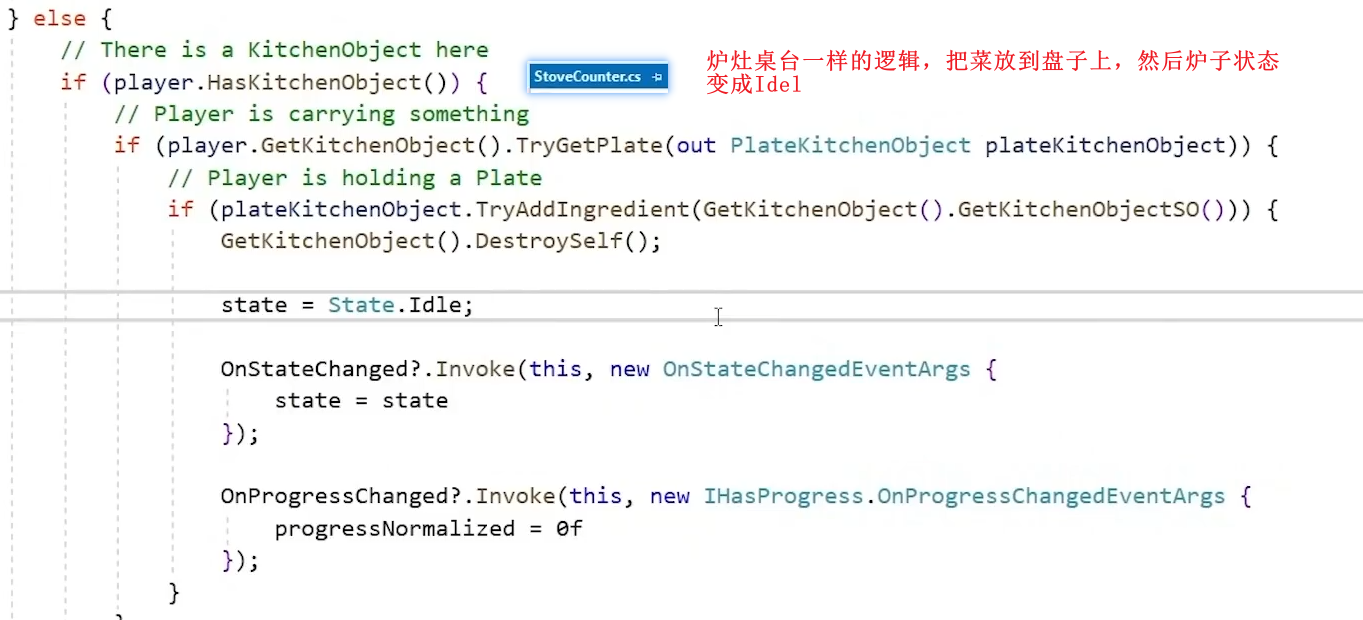 } else {
// There is a KitchenObject here
if (player.HasKitchenObject()) {
StoveCounter.cs
炉灶桌台一样的逻辑，把菜放到盘子上，然后炉子状态
变成Idel
// Player is carrying something
if (player.GetKitchenObject().TryGetPlate(out PlateKitchenObject plateKitchenObject)) {
// Player is holding a Plate
if (plateKitchenObject.TryAddIngredient(GetKitchenObject().GetKitchenObjectSO())) {
GetKitchenObject().DestroySelf();
state = State.Idle;
OnStateChanged?.Invoke(this, new OnStateChangedEventArgs {
state = state
});
OnProgressChanged?.Invoke(this, new IHasProgress.OnProgressChangedEventArgs {
progressNormalized = 0f
});
}